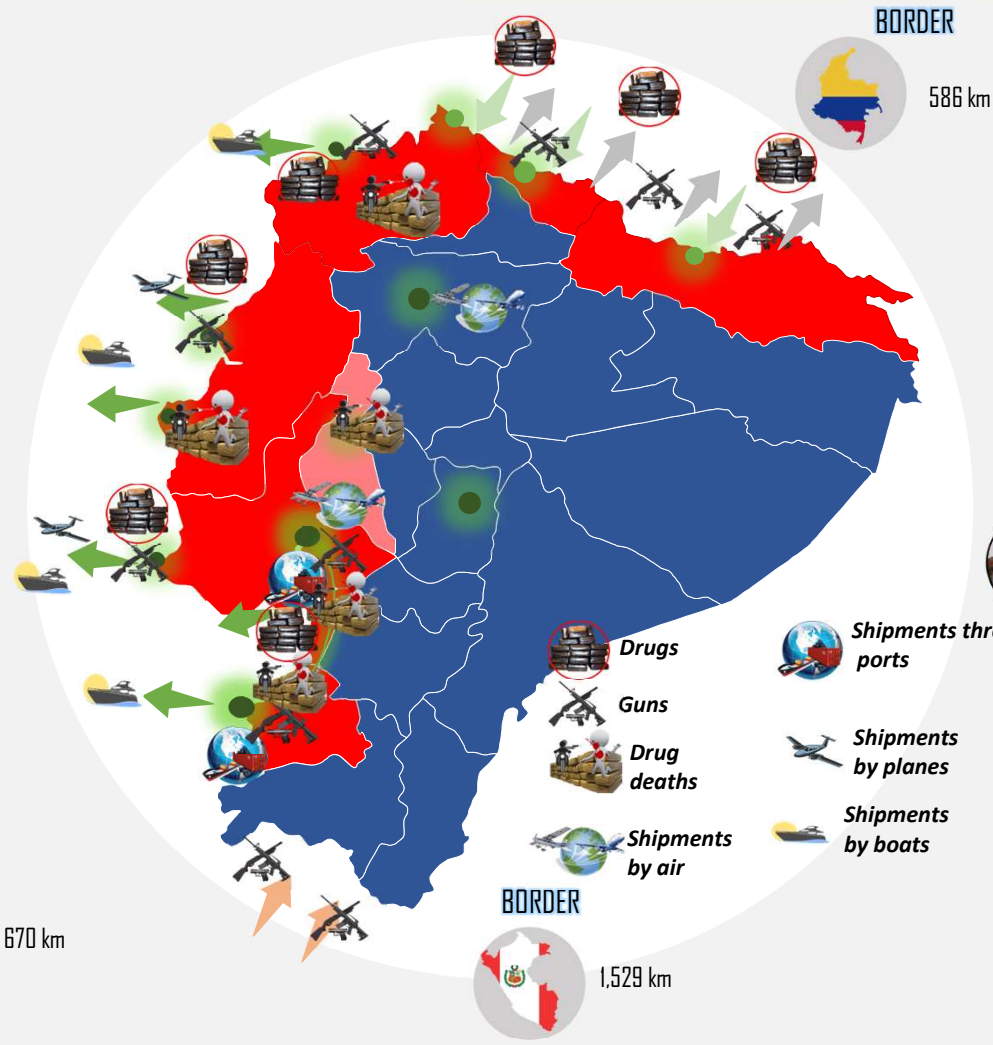 BORDER
586 km
Drugs
Shipments thr
ports
Guns
Drug
deaths
Shipments
by planes
Shipments
by air
Shipments
by boats
BORDER
670 km
1,529 km